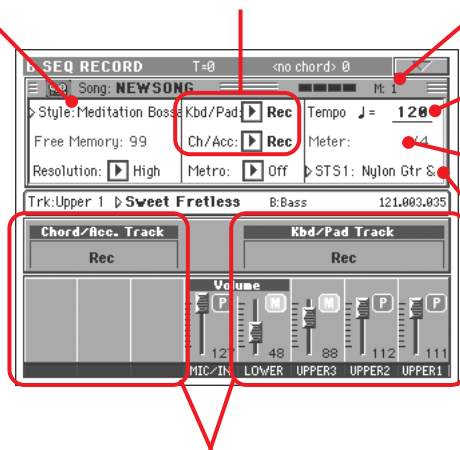 B.SEQ RECORD T=0 <no chord> 0
Song: NEWSONG M: 1
Style: Meditation Bossa Kbd/Pad: Rec Tempo ♩= 120
Free Memory: 99 Ch/Acc: Rec Meter: /4
Resolution: High Metro: Off STS1: Nylon Gtr &
Trk:Upper 1 Sweet Fretless B:Bass 121.003.035
Chord/Acc. Track Kbd/Pad Track
Rec Rec
Volume
P M M P P
127 48 88 112 111
MIC/IN LOWER UPPER3 UPPER2 UPPER1